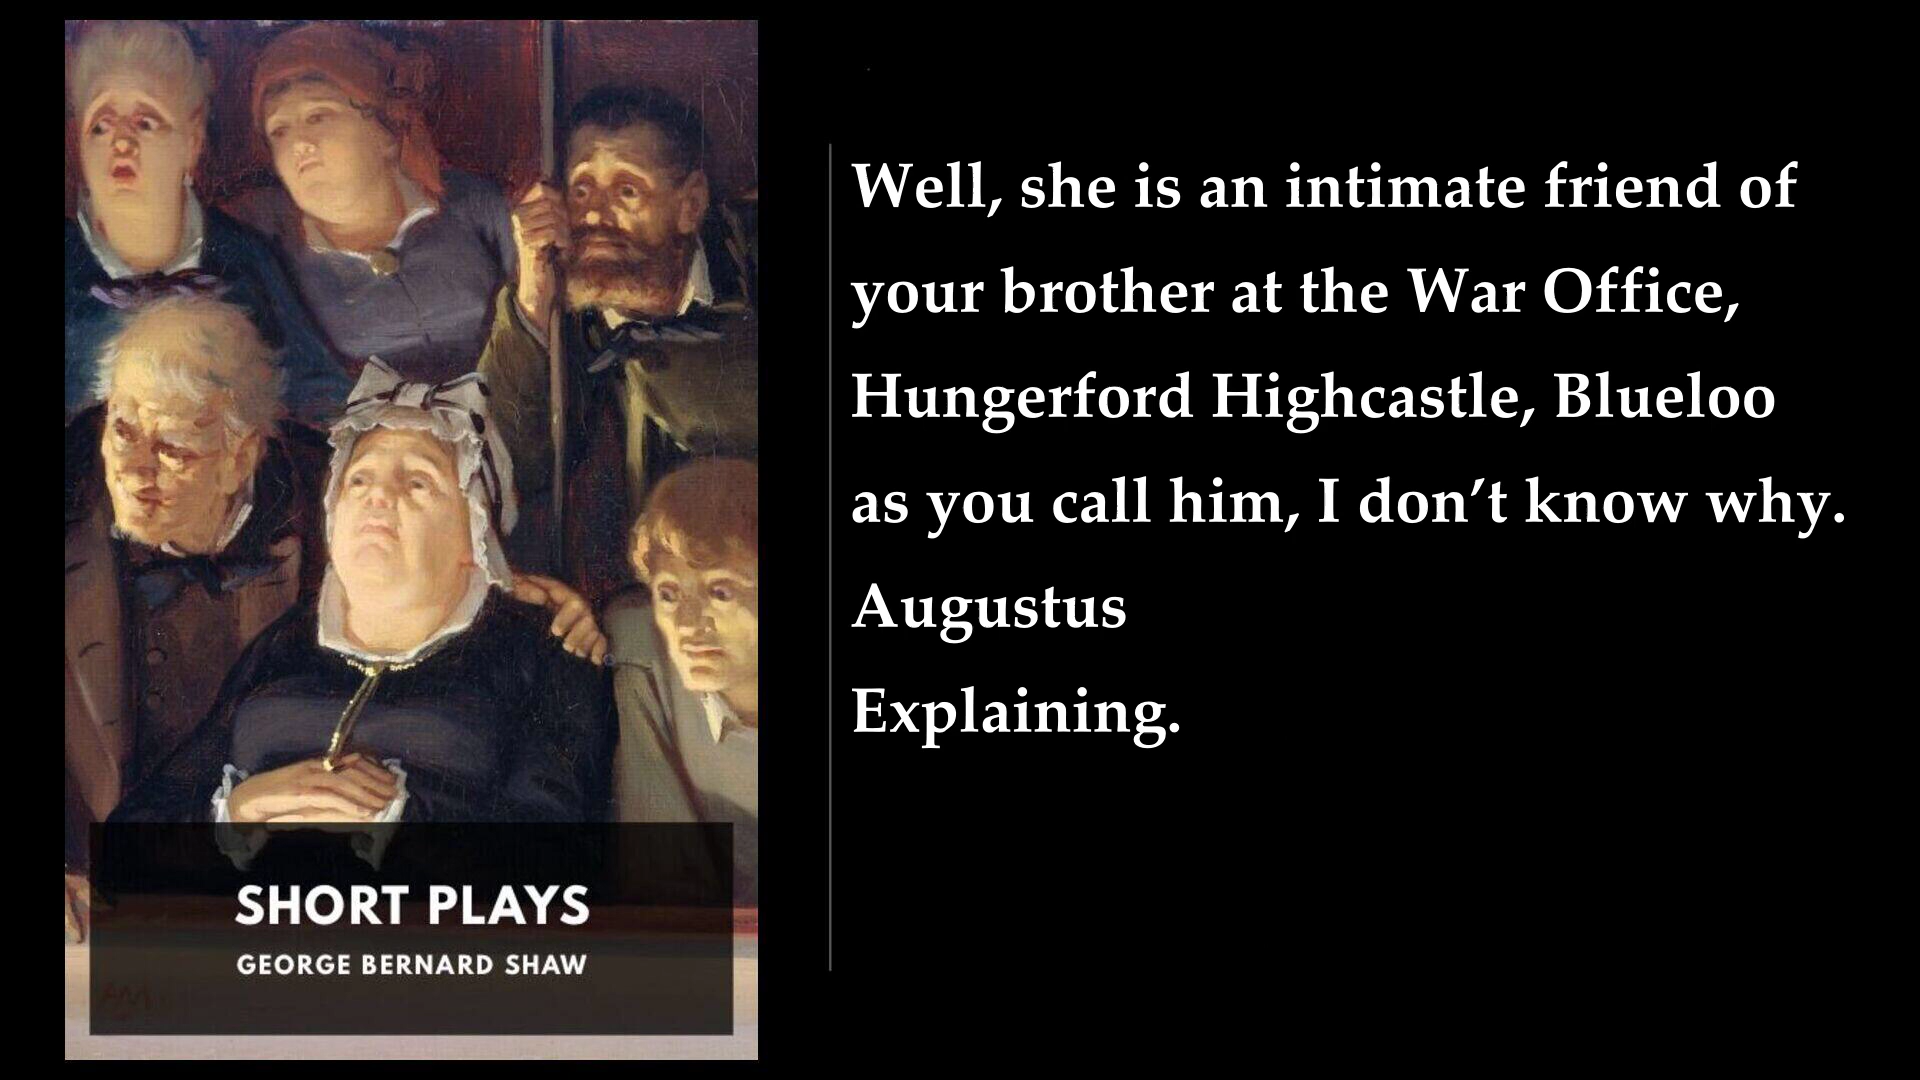 SHORT PLAYS
GEORGE BERNARD SHAW
Well, she is an intimate friend of
your brother at the War Office,
Hungerford Highcastle, Blueloo
as you call him, I don’t know why.
Augustus
Explaining.